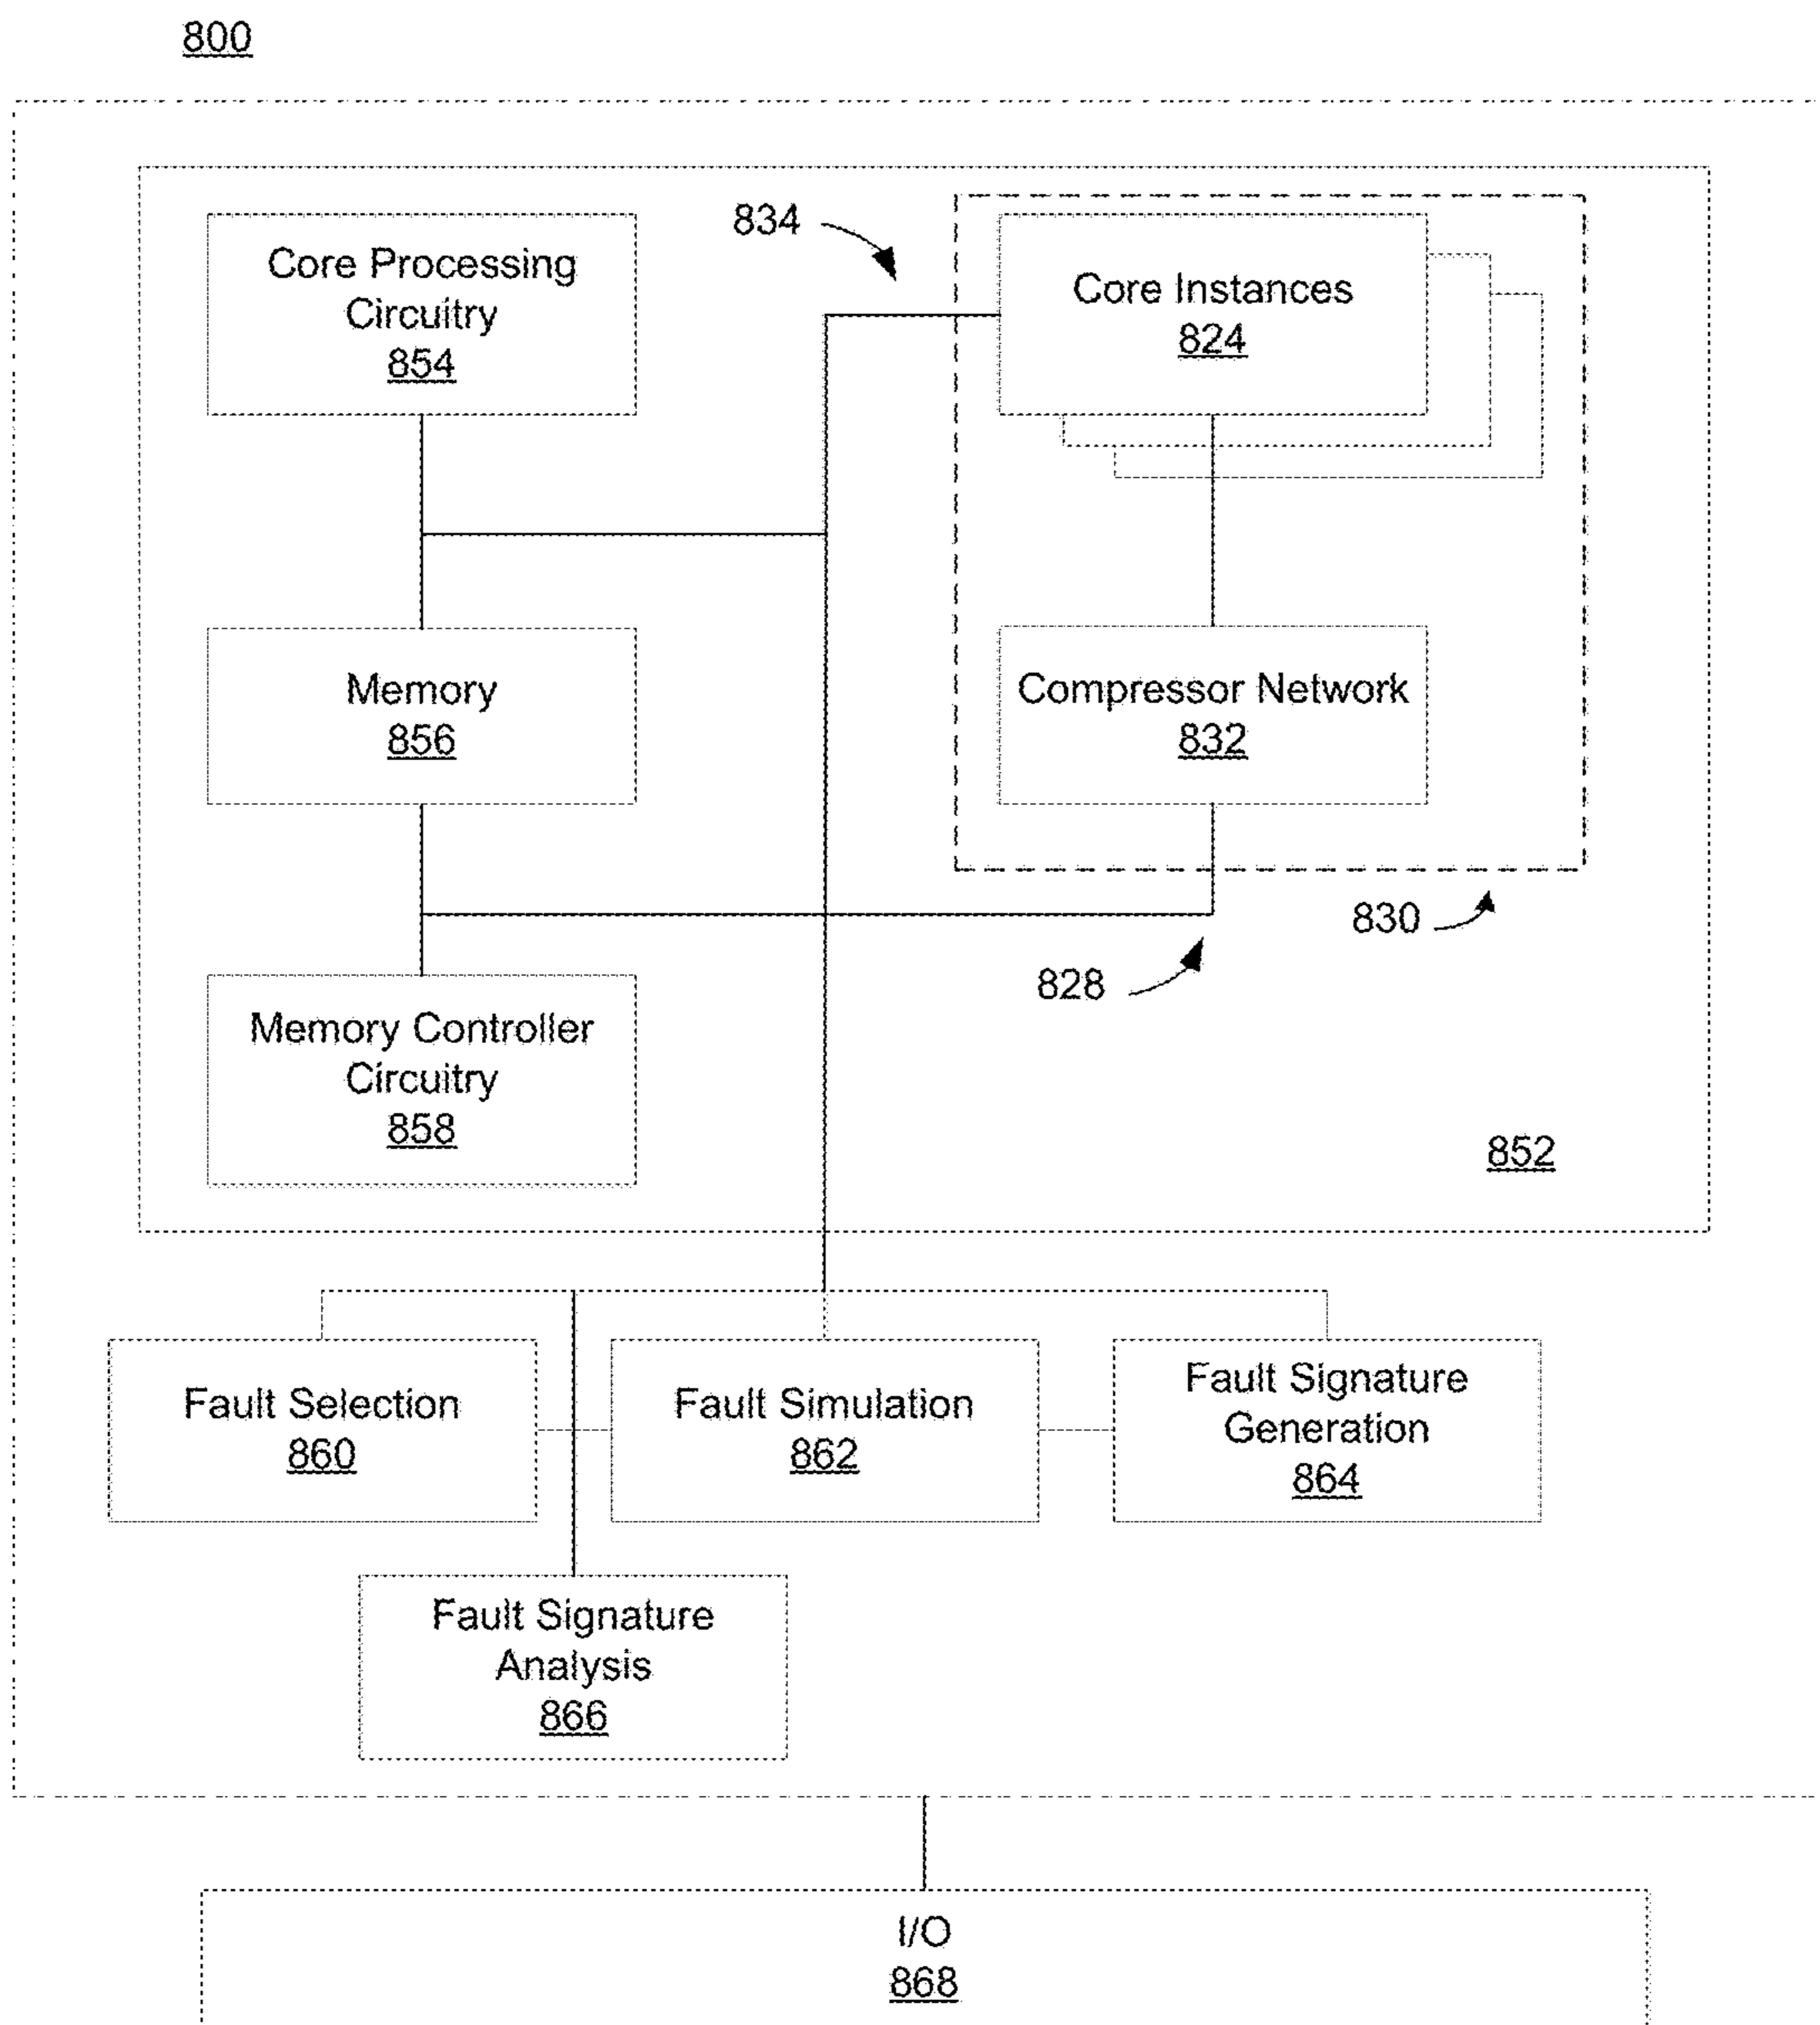 800
834
Core Processing
Circuitry
854
Core Instances
824
Memory
856
Compressor Network
832
830
828
Memory Controller
Circuitry
858
852
Fault Selection
860
Fault Simulation
862
Fault Signature
Generation
864
Fault Signature
Analysis
866
I/O
868